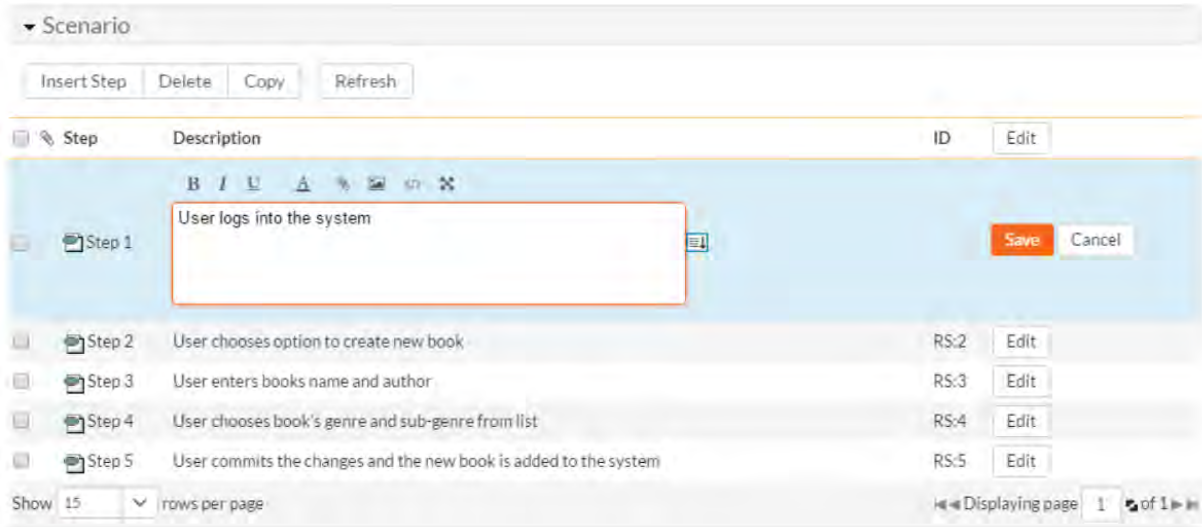 Scenario
Insert Step Delete Copy Refresh
Step Description ID Edit
B I U A
User logs into the system
Step 1 Save Cancel
Step 2 User chooses option to create new book RS:2 Edit
Step 3 User enters books name and author RS:3 Edit
Step 4 User chooses book's genre and sub-genre from list RS:4 Edit
Step 5 User commits the changes and the new book is added to the system RS:5 Edit
Show 15 rows per page Displaying page 1 of 1